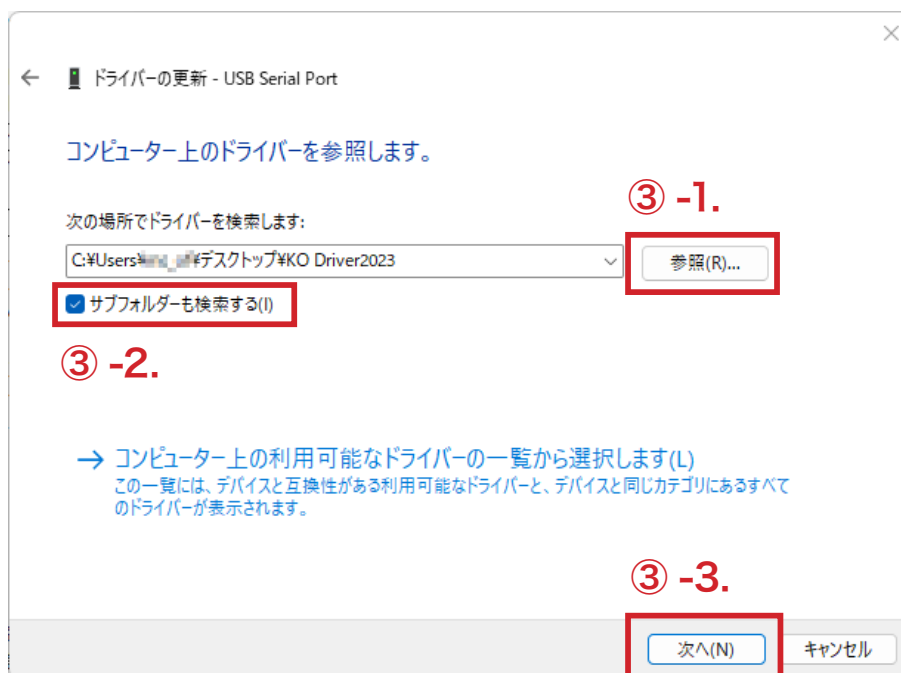 ← ドライバーの更新 - USB Serial Port
コンピューター上のドライバーを参照します。
③ -1.
次の場所でドライバーを検索します:
C:¥Users¥ ¥デスクトップ¥KO Driver2023
参照(R)...
サブフォルダーも検索する(I)
③ -2.
→ コンピューター上の利用可能なドライバーの一覧から選択します(L)
この一覧には、デバイスと互換性がある利用可能なドライバーと、デバイスと同じカテゴリにあるすべて
のドライバーが表示されます。
③ -3.
次へ(N)
キャンセル